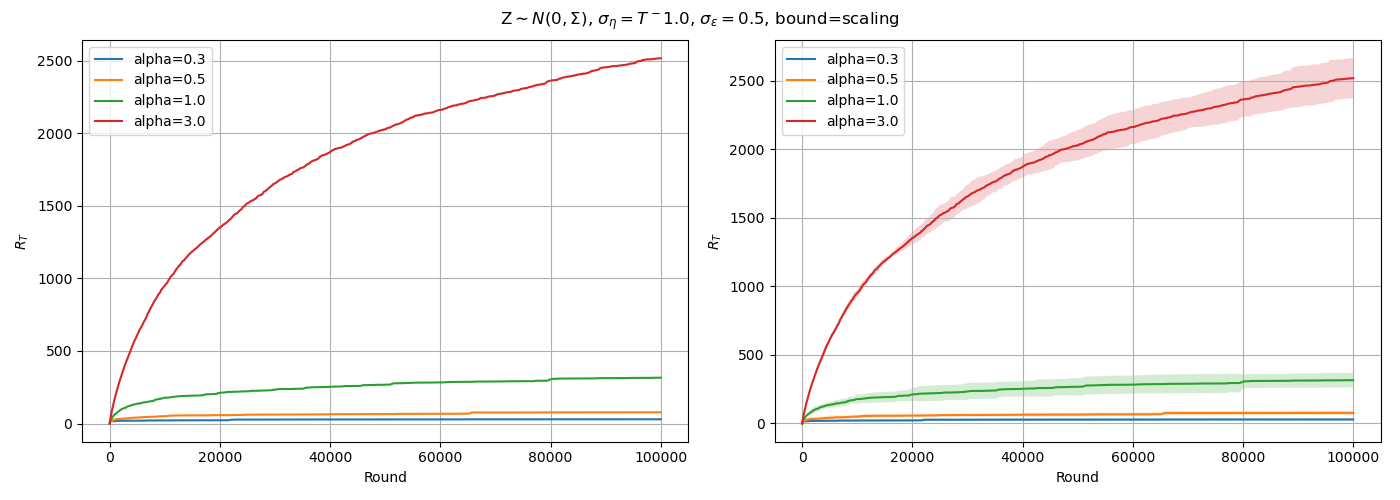 Z ~ N(0, Σ), σ_η = T⁻1.0, σ_ε = 0.5, bound=scaling
alpha=0.3
alpha=0.5
alpha=1.0
alpha=3.0
2500
2000
1500
1000
500
0
R_T
0 20000 40000 60000 80000 100000
Round
alpha=0.3
alpha=0.5
alpha=1.0
alpha=3.0
2500
2000
1500
1000
500
0
R_T
0 20000 40000 60000 80000 100000
Round